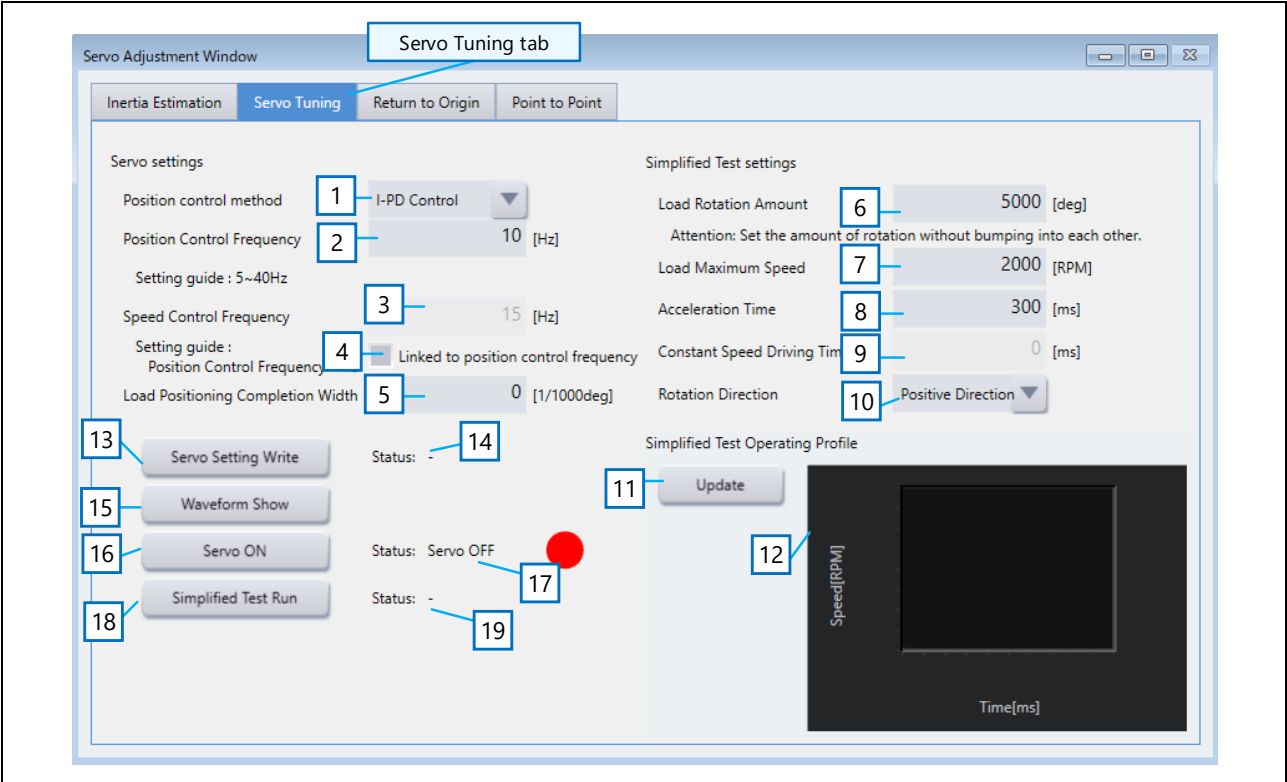 Servo Tuning tab
Servo Adjustment Window
Inertia Estimation
Servo Tuning
Return to Origin
Point to Point
Servo settings
Position control method
1
I-PD Control
Position Control Frequency
2
10 [Hz]
Setting guide : 5~40Hz
Speed Control Frequency
3
15 [Hz]
Setting guide :
Position Control Frequency
4
Linked to position control frequency
Load Positioning Completion Width
5
0 [1/1000deg]
13
Servo Setting Write
Status: -
14
15
Waveform Show
16
Servo ON
Status: Servo OFF
17
18
Simplified Test Run
Status: -
19
Simplified Test settings
Load Rotation Amount
6
5000 [deg]
Attention: Set the amount of rotation without bumping into each other.
Load Maximum Speed
7
2000 [RPM]
Acceleration Time
8
300 [ms]
Constant Speed Driving Tim
9
0 [ms]
Rotation Direction
10
Positive Direction
Simplified Test Operating Profile
11
Update
12
Speed[RPM]
Time[ms]